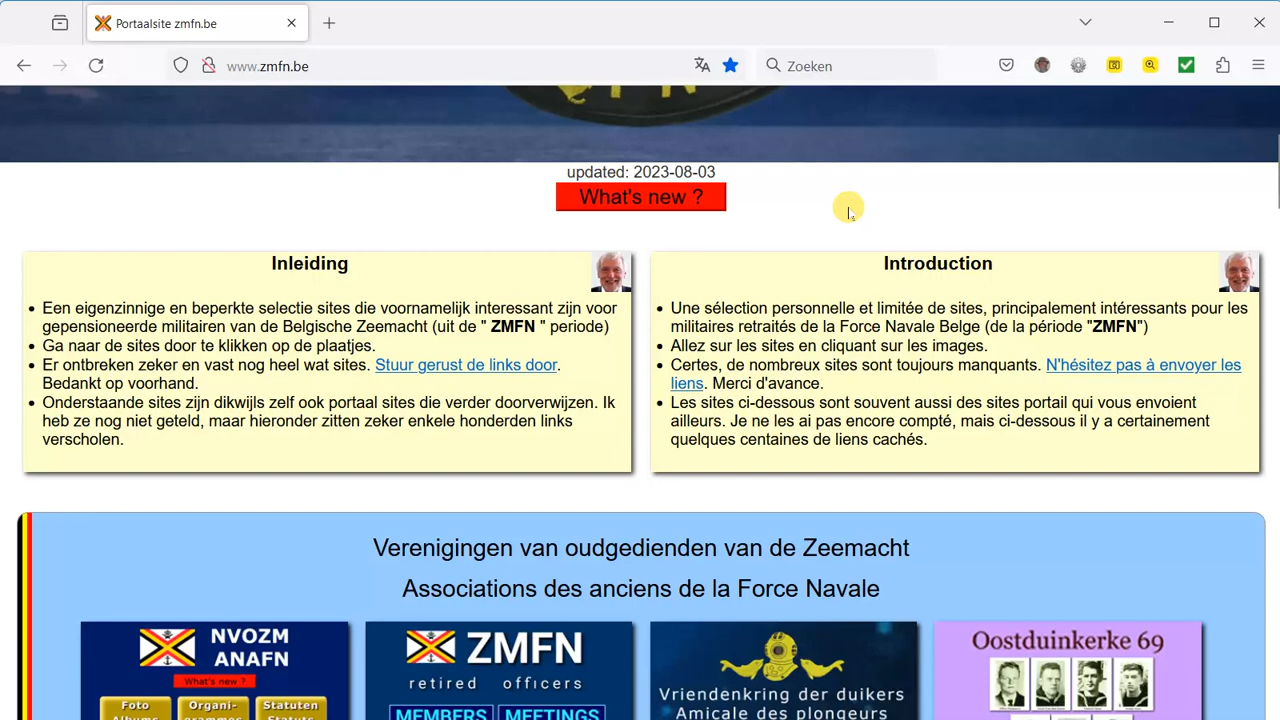 Portaalsite zmfn.be
www.zmfn.be
Zoeken
updated: 2023-08-03
What's new ?
Inleiding
Een eigenzinnige en beperkte selectie sites die voornamelijk interessant zijn voor
gepensioneerde militairen van de Belgische Zeemacht (uit de " ZMFN " periode)
Ga naar de sites door te klikken op de plaatjes.
Er ontbreken zeker en vast nog heel wat sites. Stuur gerust de links door.
Bedankt op voorhand.
Onderstaande sites zijn dikwijls zelf ook portaal sites die verder doorverwijzen. Ik
heb ze nog niet geteld, maar hieronder zitten zeker enkele honderden links
verscholen.
Introduction
Une sélection personnelle et limitée de sites, principalement intéressants pour les
militaires retraités de la Force Navale Belge (de la période "ZMFN")
Allez sur les sites en cliquant sur les images.
Certes, de nombreux sites sont toujours manquants. N'hésitez pas à envoyer les
liens. Merci d'avance.
Les sites ci-dessous sont souvent aussi des sites portail qui vous envoient
ailleurs. Je ne les ai pas encore compté, mais ci-dessous il y a certainement
quelques centaines de liens cachés.
Verenigingen van oudgedienden van de Zeemacht
Associations des anciens de la Force Navale
NVOZM
ANAFN
What's new ?
Foto
Albums
Organi-
grammes
Statuten
Statuts
ZMFN
retired officers
MEMBERS
MEETINGS
Vriendenkring der duikers
Amicale des plongeurs
Oostduinkerke 69